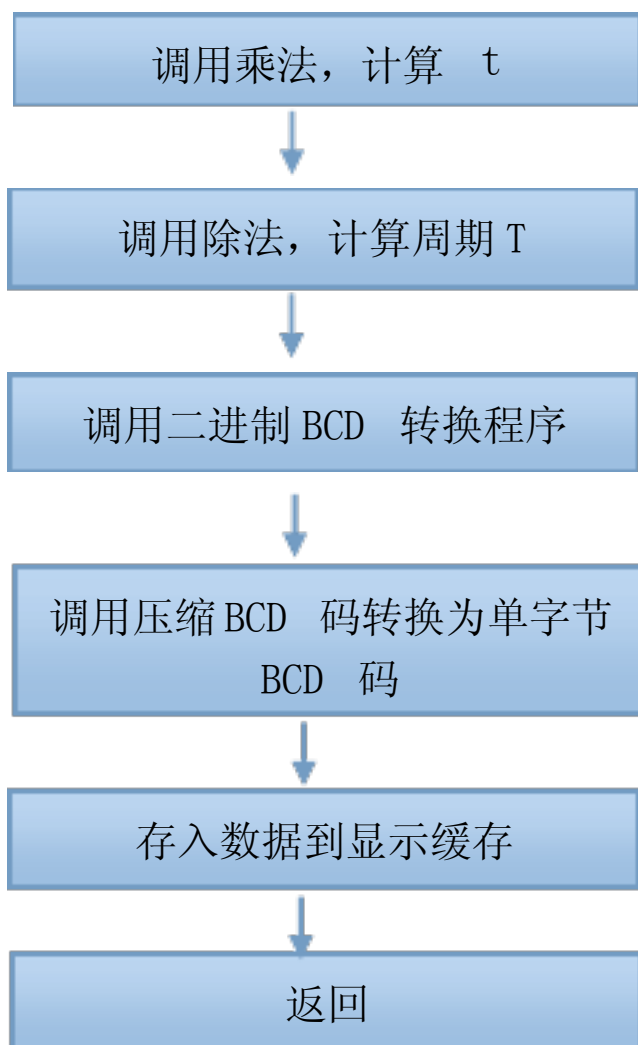 调用乘法，计算 t
调用除法，计算周期 T
调用二进制 BCD 转换程序
调用压缩 BCD 码转换为单字节
BCD 码
存入数据到显示缓存
返回